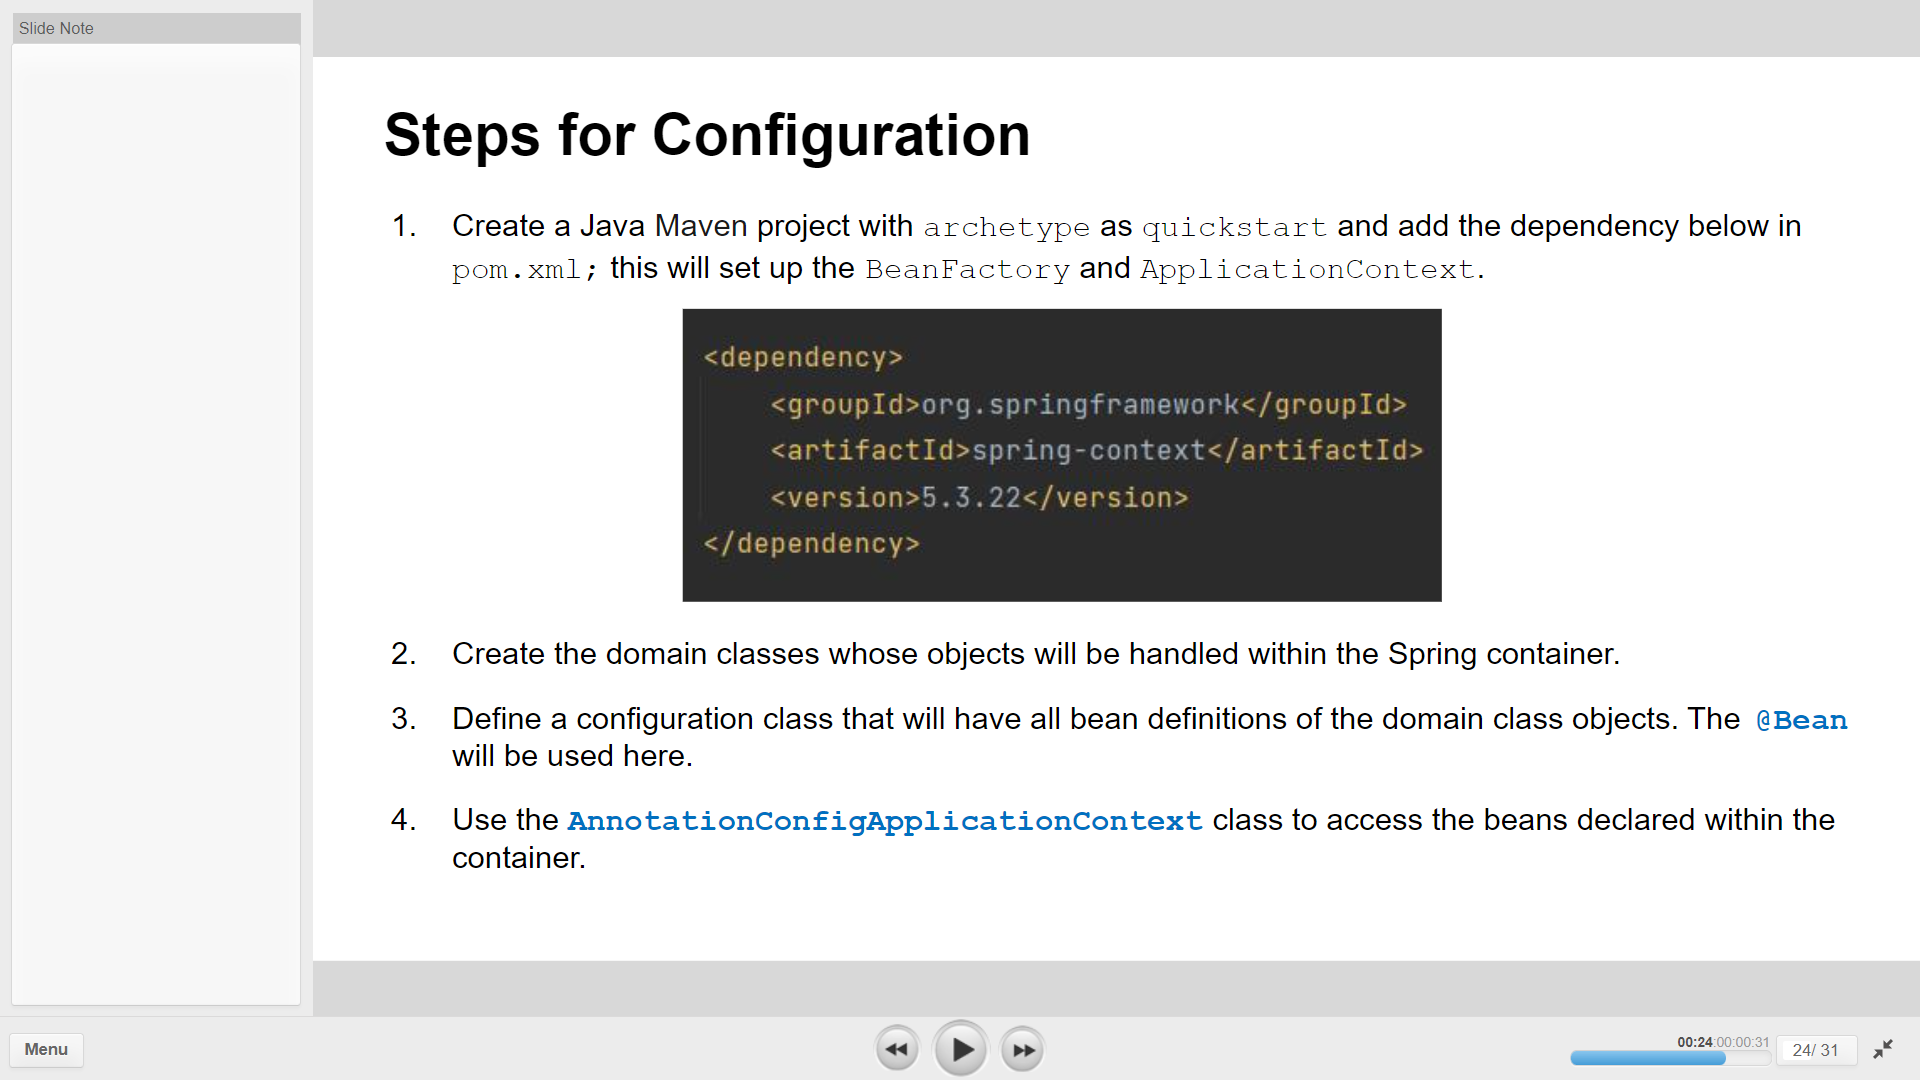 Slide Note
Steps for Configuration
1. Create a Java Maven project with archetype as quickstart and add the dependency below in
pom.xml; this will set up the BeanFactory and ApplicationContext.
<dependency>
<groupId>org.springframework</groupId>
<artifactId>spring-context</artifactId>
<version>5.3.22</version>
</dependency>
2. Create the domain classes whose objects will be handled within the Spring container.
3. Define a configuration class that will have all bean definitions of the domain class objects. The @Bean
will be used here.
4. Use the AnnotationConfigApplicationContext class to access the beans declared within the
container.
Menu
00:24:00:00:31
24/ 31